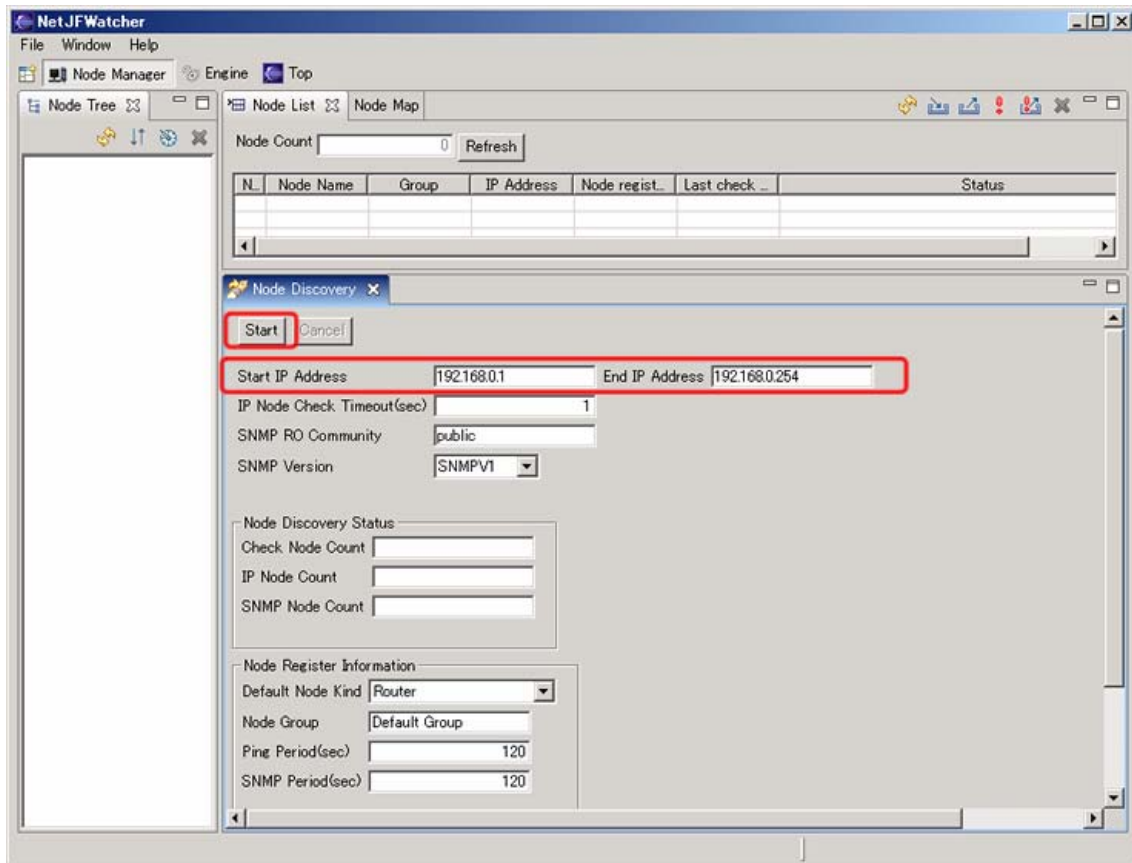 NetJFWatcher
File Window Help
Node Manager Engine Top
Node Tree Node List Node Map
Node Count 0 Refresh
N... Node Name Group IP Address Node regist... Last check ... Status
Node Discovery
Start Cancel
Start IP Address 192.168.0.1 End IP Address 192.168.0.254
IP Node Check Timeout(sec) 1
SNMP RO Community public
SNMP Version SNMPV1
Node Discovery Status
Check Node Count
IP Node Count
SNMP Node Count
Node Register Information
Default Node Kind Router
Node Group Default Group
Ping Period(sec) 120
SNMP Period(sec) 120